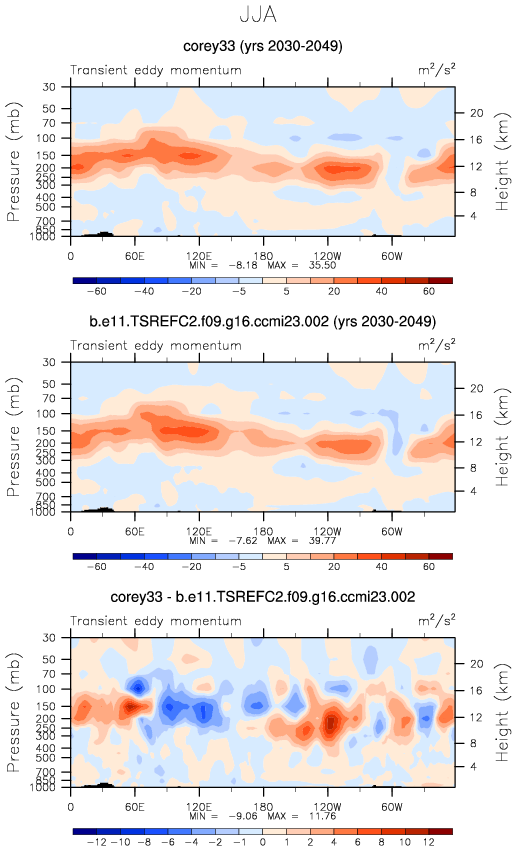 JJA
corey33 (yrs 2030-2049)
Transient eddy momentum m²/s²
Pressure (mb)
30
50
70
100
150
200
250
300
400
500
700
850
1000
20
16
12
8
4
Height (km)
0 60E 120E 180 120W 60W
MIN = -8.18 MAX = 35.50
-60 -40 -20 -5 5 10 20 40 60
b.e11.TSREFC2.f09.g16.ccmi23.002 (yrs 2030-2049)
Transient eddy momentum m²/s²
Pressure (mb)
30
50
70
100
150
200
250
300
400
500
700
850
1000
20
16
12
8
4
Height (km)
0 60E 120E 180 120W 60W
MIN = -7.62 MAX = 39.77
-60 -40 -20 -5 5 10 20 40 60
corey33 - b.e11.TSREFC2.f09.g16.ccmi23.002
Transient eddy momentum m²/s²
Pressure (mb)
30
50
70
100
150
200
250
300
400
500
700
850
1000
20
16
12
8
4
Height (km)
0 60E 120E 180 120W 60W
MIN = -9.06 MAX = 11.76
-12 -10 -8 -6 -4 -2 -1 0 1 2 4 6 8 10 12